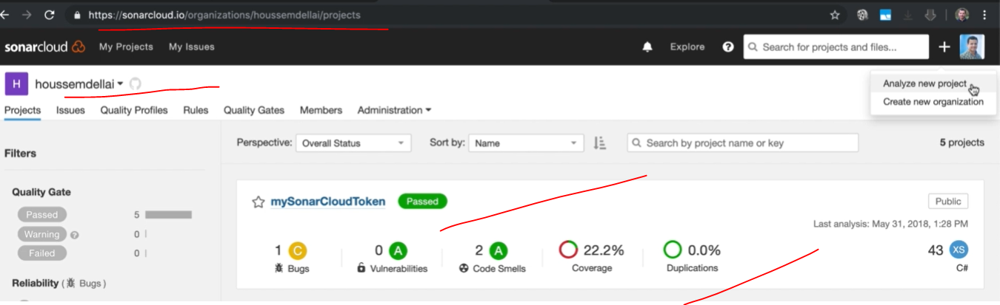 https://sonarcloud.io/organizations/houssemdellai/projects
sonarcloud My Projects My Issues Explore ? Search for projects and files... +
H houssemdellai
Analyze new project
Create new organization
Projects Issues Quality Profiles Rules Quality Gates Members Administration
Perspective: Overall Status Sort by: Name Search by project name or key 5 projects
Filters
Quality Gate
Passed 5
Warning ? 0
Failed 0
Reliability ( Bugs )
mySonarCloudToken Passed Public
Last analysis: May 31, 2018, 1:28 PM
1 C 0 A 2 A 22.2% 0.0% 43 XS
Bugs Vulnerabilities Code Smells Coverage Duplications C#